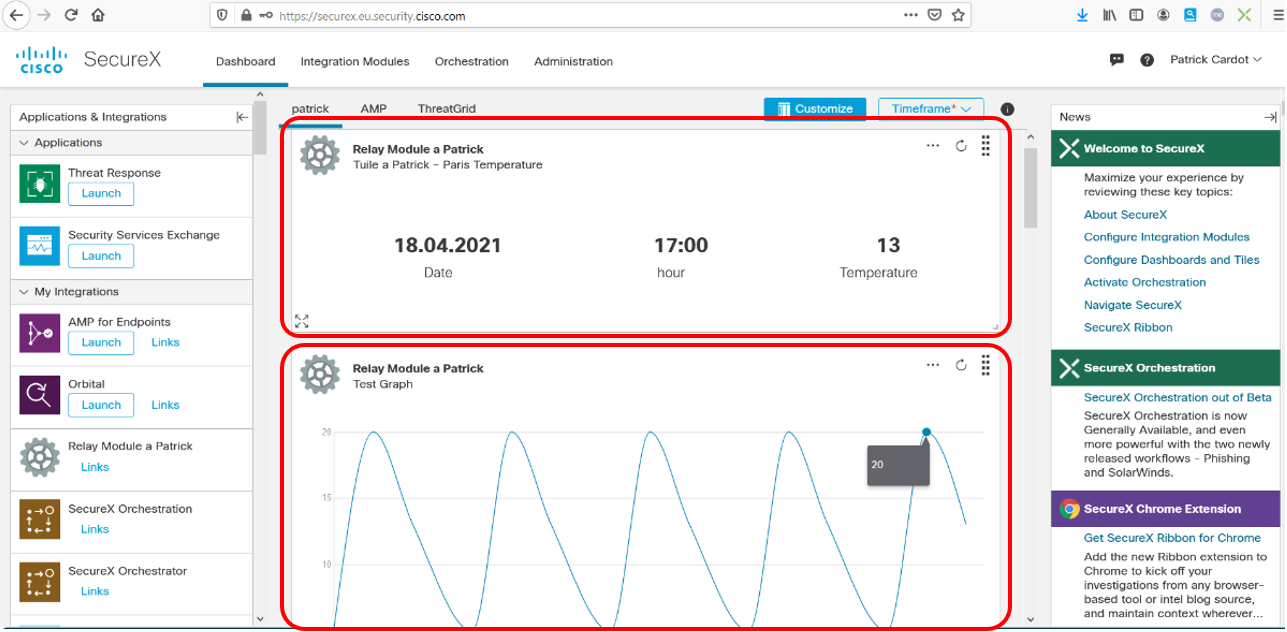 https://securex.eu.security.cisco.com
CISCO
SecureX
Dashboard
Integration Modules
Orchestration
Administration
Patrick Cardot
Applications & Integrations
Applications
Threat Response
Launch
Security Services Exchange
Launch
My Integrations
AMP for Endpoints
Launch
Links
Orbital
Launch
Links
Relay Module a Patrick
Links
SecureX Orchestration
Links
SecureX Orchestrator
Links
patrick
AMP
ThreatGrid
Customize
Timeframe*
Relay Module a Patrick
Tuile a Patrick - Paris Temperature
18.04.2021
17:00
13
Date
hour
Temperature
Relay Module a Patrick
Test Graph
20
20
15
10
News
Welcome to SecureX
Maximize your experience by
reviewing these key topics:
About SecureX
Configure Integration Modules
Configure Dashboards and Tiles
Activate Orchestration
Navigate SecureX
SecureX Ribbon
SecureX Orchestration
SecureX Orchestration out of Beta
SecureX Orchestration is now
Generally Available, and even
more powerful with the two newly
released workflows - Phishing
and SolarWinds.
SecureX Chrome Extension
Get SecureX Ribbon for Chrome
Add the new Ribbon extension to
Chrome to kick off your
investigations from any browser-
based tool or intel blog source,
and maintain context wherever...